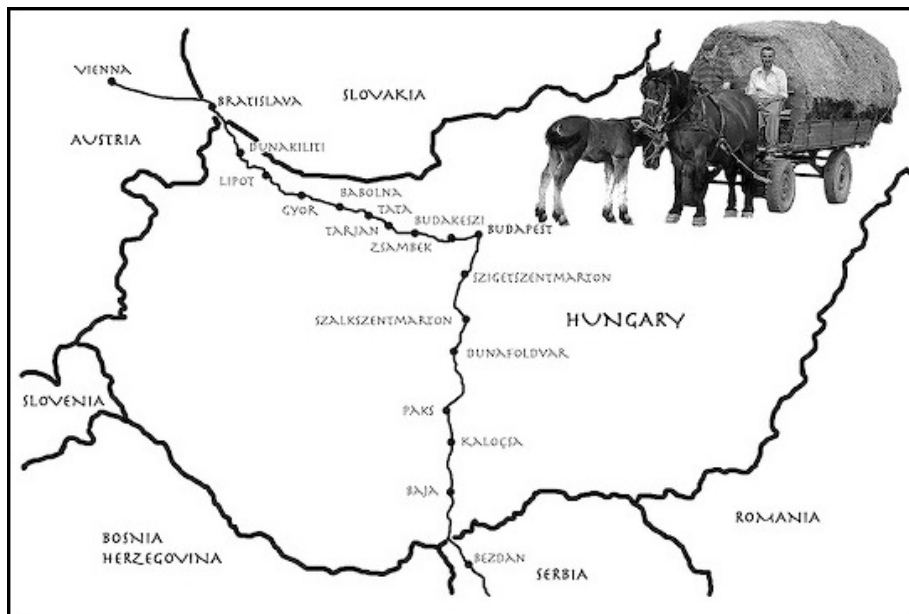 VIENNA
BRATISLAVA
SLOVAKIA
AUSTRIA
DUNAKILITI
LIPOT
BABOLNA
GYOR
TATA
BUDAKESZI
TARJAN
BUDAPEST
ZSAMBEK
SZIGETSZENTMARTON
SZALKSZENTMARTON
HUNGARY
DUNAFOLDVAR
SLOVENIA
PAKS
KALOCSA
BAJA
ROMANIA
BOSNIA
HERZEGOVINA
BEZDAN
SERBIA